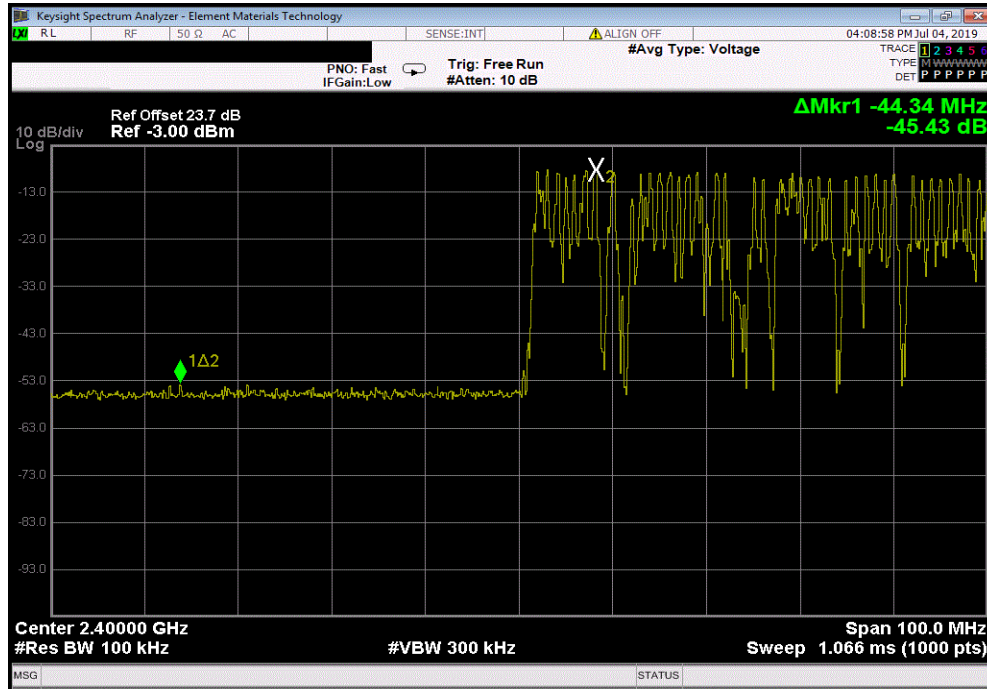 Keysight Spectrum Analyzer - Element Materials Technology
LXI RL RF 50 Ω AC SENSE:INT ALIGN OFF 04:08:58 PM Jul 04, 2019
#Avg Type: Voltage TRACE 1 2 3 4 5 6
PNO: Fast Trig: Free Run TYPE M W W W W W
IFGain:Low #Atten: 10 dB DET P P P P P P
ΔMkr1 -44.34 MHz
Ref Offset 23.7 dB -45.43 dB
10 dB/div Ref -3.00 dBm
Log
X2
-13.0
-23.0
-33.0
-43.0
1Δ2
-53.0
-63.0
-73.0
-83.0
-93.0
Center 2.40000 GHz Span 100.0 MHz
#Res BW 100 kHz #VBW 300 kHz Sweep 1.066 ms (1000 pts)
MSG STATUS